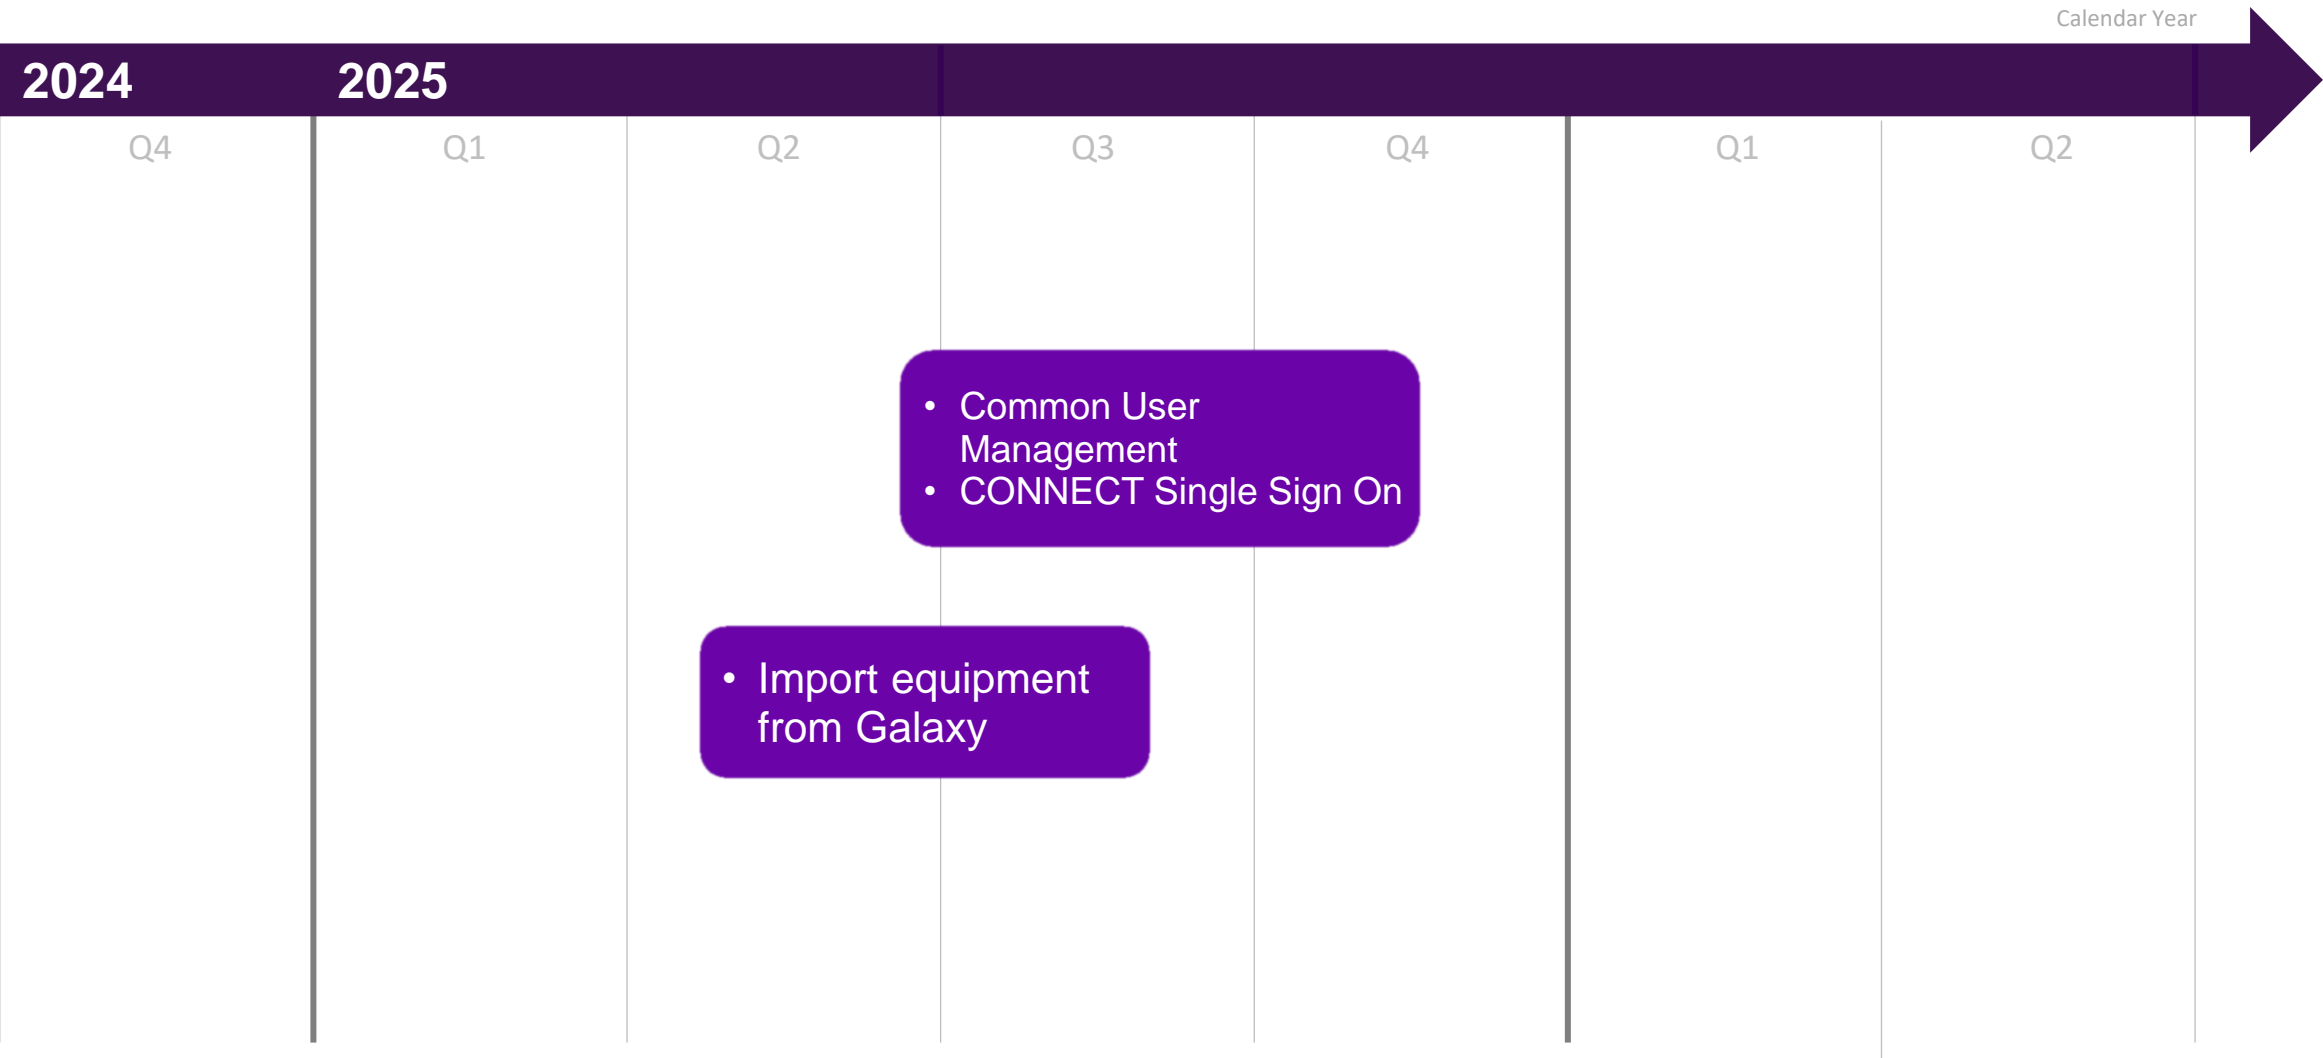 Calendar Year
2024 2025
Q4 Q1 Q2 Q3 Q4 Q1 Q2
• Common User
Management
• CONNECT Single Sign On
• Import equipment
from Galaxy